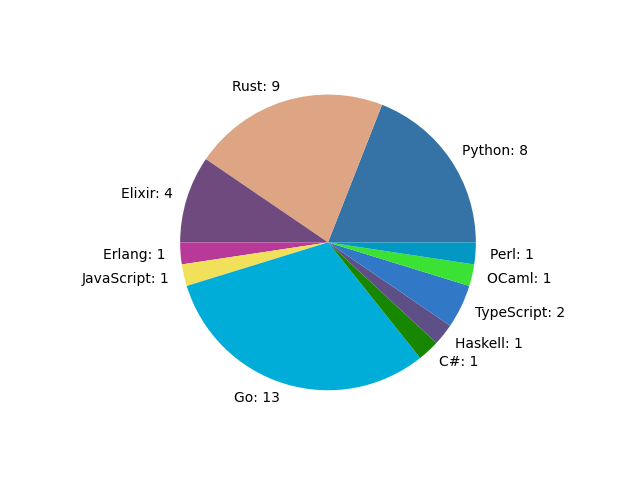 Rust: 9
Python: 8
Elixir: 4
Erlang: 1
Perl: 1
JavaScript: 1
OCaml: 1
TypeScript: 2
Haskell: 1
C#: 1
Go: 13